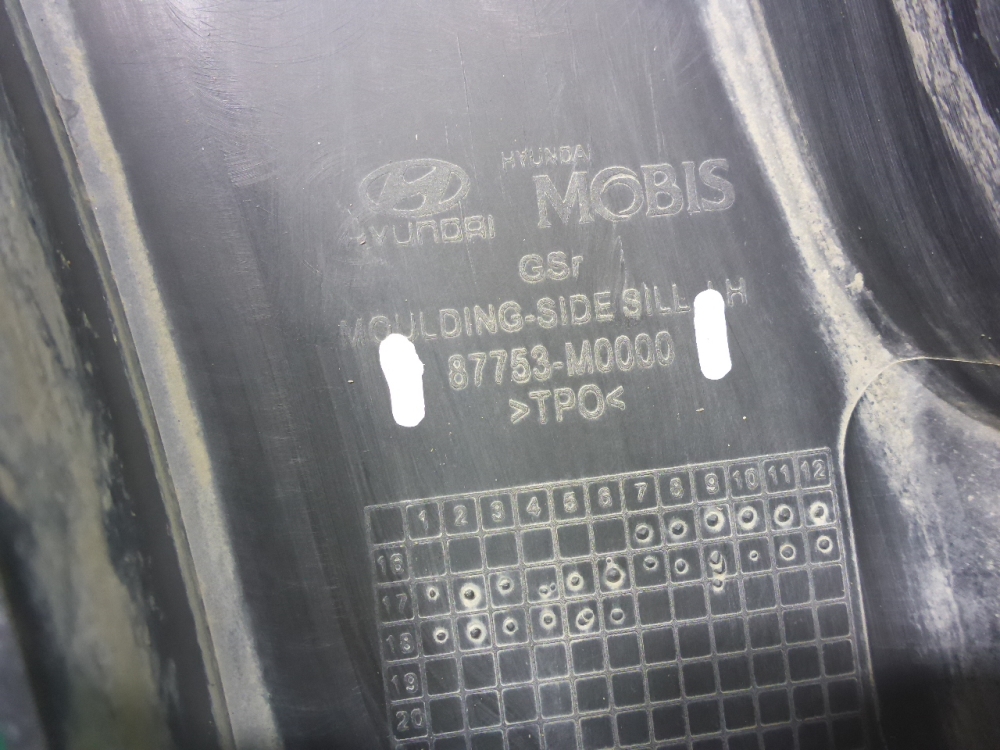 HYUNDAI
MOBIS
HYUNDAI
GSr
MOULDING-SIDE SILL-LH
87753-M0000
>TPO<
1 2 3 4 5 6 7 8 9 10 11 12
16
17
18
19
20